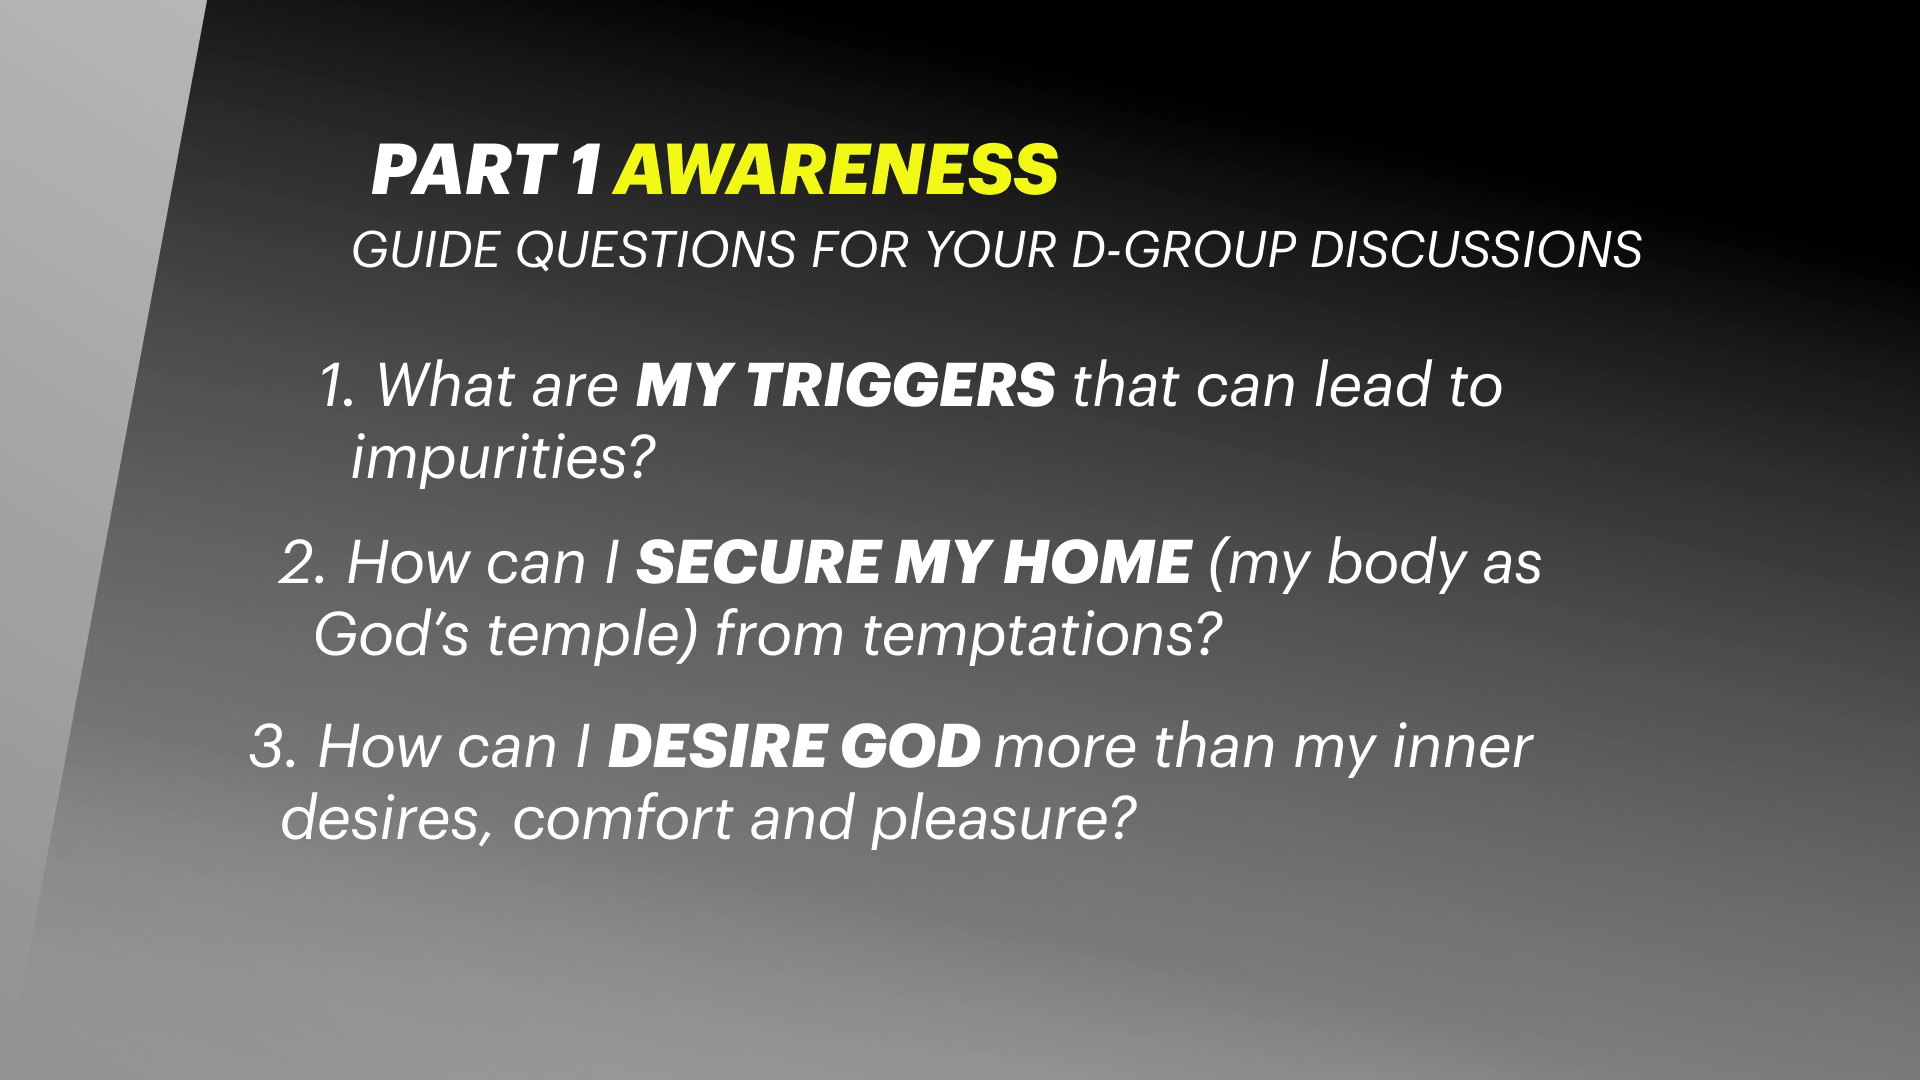 PART 1 AWARENESS
GUIDE QUESTIONS FOR YOUR D-GROUP DISCUSSIONS
1. What are MY TRIGGERS that can lead to
impurities?
2. How can I SECURE MY HOME (my body as
God’s temple) from temptations?
3. How can I DESIRE GOD more than my inner
desires, comfort and pleasure?